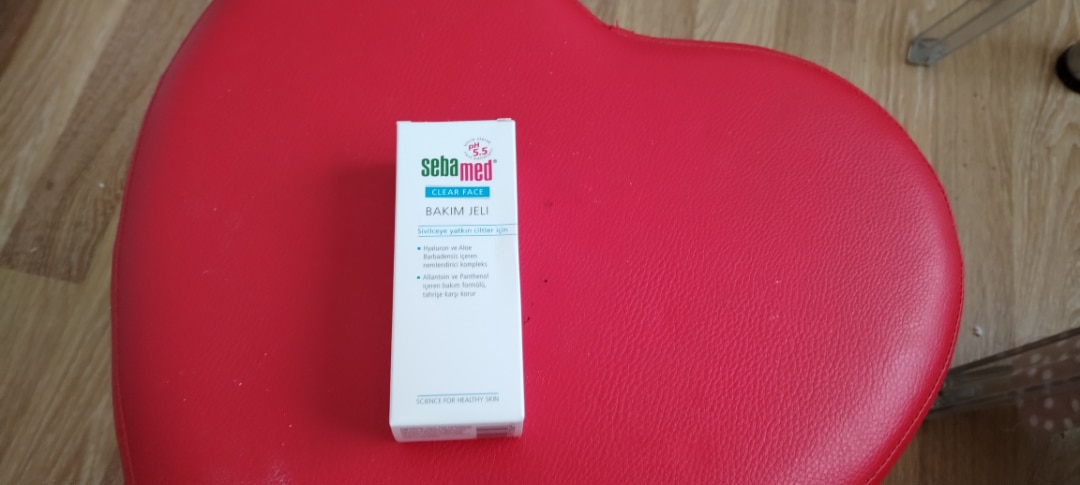 pH
5.5
sebamed®
CLEAR FACE
BAKIM JELİ
Sivilceye yatkın ciltler için
Hyaluron ve Aloe
Barbadensis içeren
nemlendirici kompleks
Allantoin ve Panthenol
içeren bakım formülü,
tahrişe karşı korur
SCIENCE FOR HEALTHY SKIN